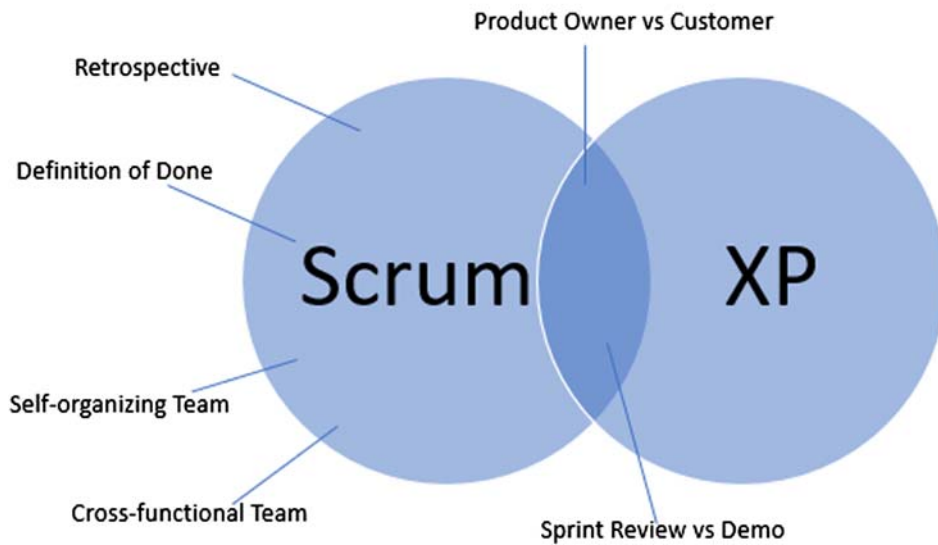 Product Owner vs Customer
Retrospective
Definition of Done
Scrum
XP
Self-organizing Team
Cross-functional Team
Sprint Review vs Demo